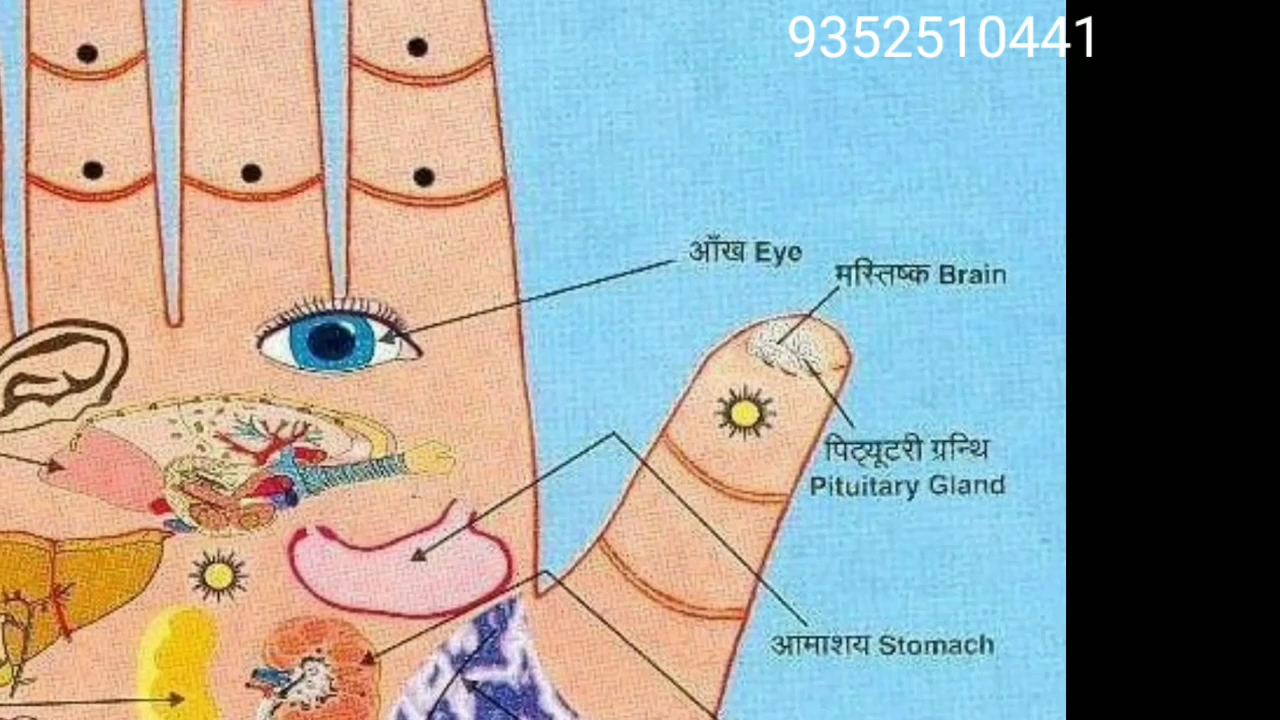 9352510441
आँख Eye
मस्तिष्क Brain
पिट्यूटरी ग्रन्थि
Pituitary Gland
आमाशय Stomach